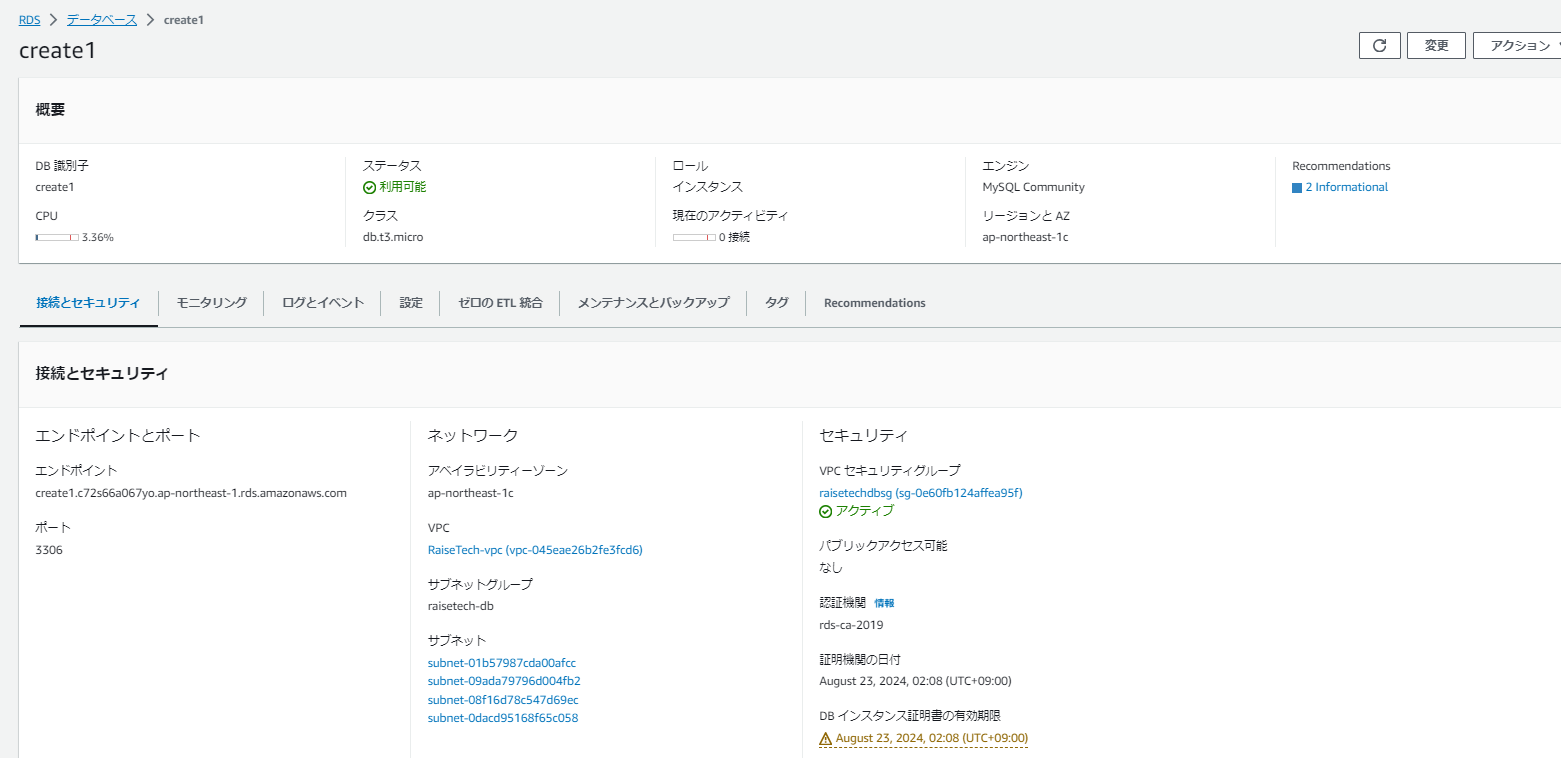 RDS > データベース > create1
create1
変更
アクション
概要
DB 識別子
create1
CPU
3.36%
ステータス
利用可能
クラス
db.t3.micro
ロール
インスタンス
現在のアクティビティ
0 接続
エンジン
MySQL Community
リージョンと AZ
ap-northeast-1c
Recommendations
2 Informational
接続とセキュリティ
モニタリング
ログとイベント
設定
ゼロの ETL 統合
メンテナンスとバックアップ
タグ
Recommendations
接続とセキュリティ
エンドポイントとポート
エンドポイント
create1.c72s66a067yo.ap-northeast-1.rds.amazonaws.com
ポート
3306
ネットワーク
アベイラビリティーゾーン
ap-northeast-1c
VPC
RaiseTech-vpc (vpc-045eae26b2fe3fcd6)
サブネットグループ
raisetech-db
サブネット
subnet-01b57987cda00afcc
subnet-09ada79796d004fb2
subnet-08f16d78c547d69ec
subnet-0dacd95168f65c058
セキュリティ
VPC セキュリティグループ
raisetechdbsg (sg-0e60fb124affea95f)
アクティブ
パブリックアクセス可能
なし
認証機関 情報
rds-ca-2019
証明機関の日付
August 23, 2024, 02:08 (UTC+09:00)
DB インスタンス証明書の有効期限
August 23, 2024, 02:08 (UTC+09:00)